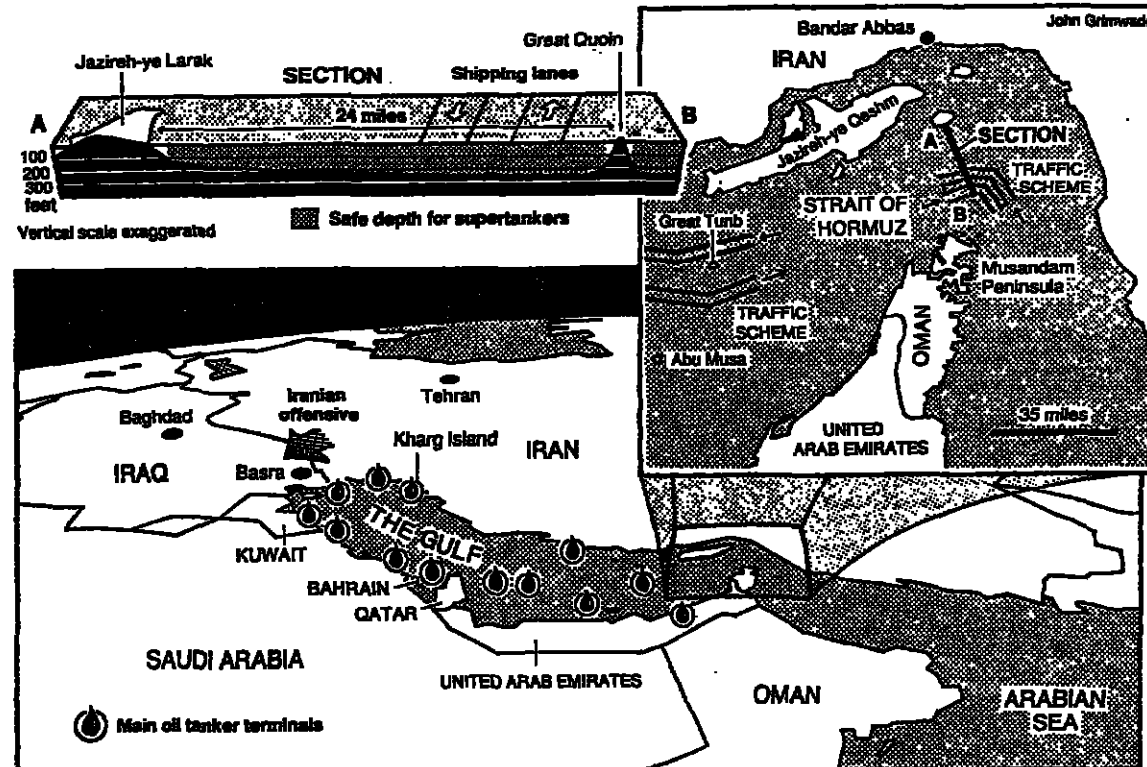 Jazireh-ye Larak
Great Quoin
SECTION
Shipping lanes
A
24 miles
B
100
200
300
feet
Safe depth for supertankers
Vertical scale exaggerated
John Grimwade
Bandar Abbas
IRAN
Jazireh-ye Qeshm
A
SECTION
TRAFFIC
SCHEME
STRAIT OF
HORMUZ
B
Great Tunb
Musandam
Peninsula
TRAFFIC
SCHEME
OMAN
Abu Musa
35 miles
UNITED
ARAB EMIRATES
Iranian
offensive
Tehran
Baghdad
Kharg Island
IRAN
IRAQ
Basra
THE GULF
KUWAIT
BAHRAIN
QATAR
SAUDI ARABIA
UNITED ARAB EMIRATES
OMAN
ARABIAN
SEA
Main oil tanker terminals